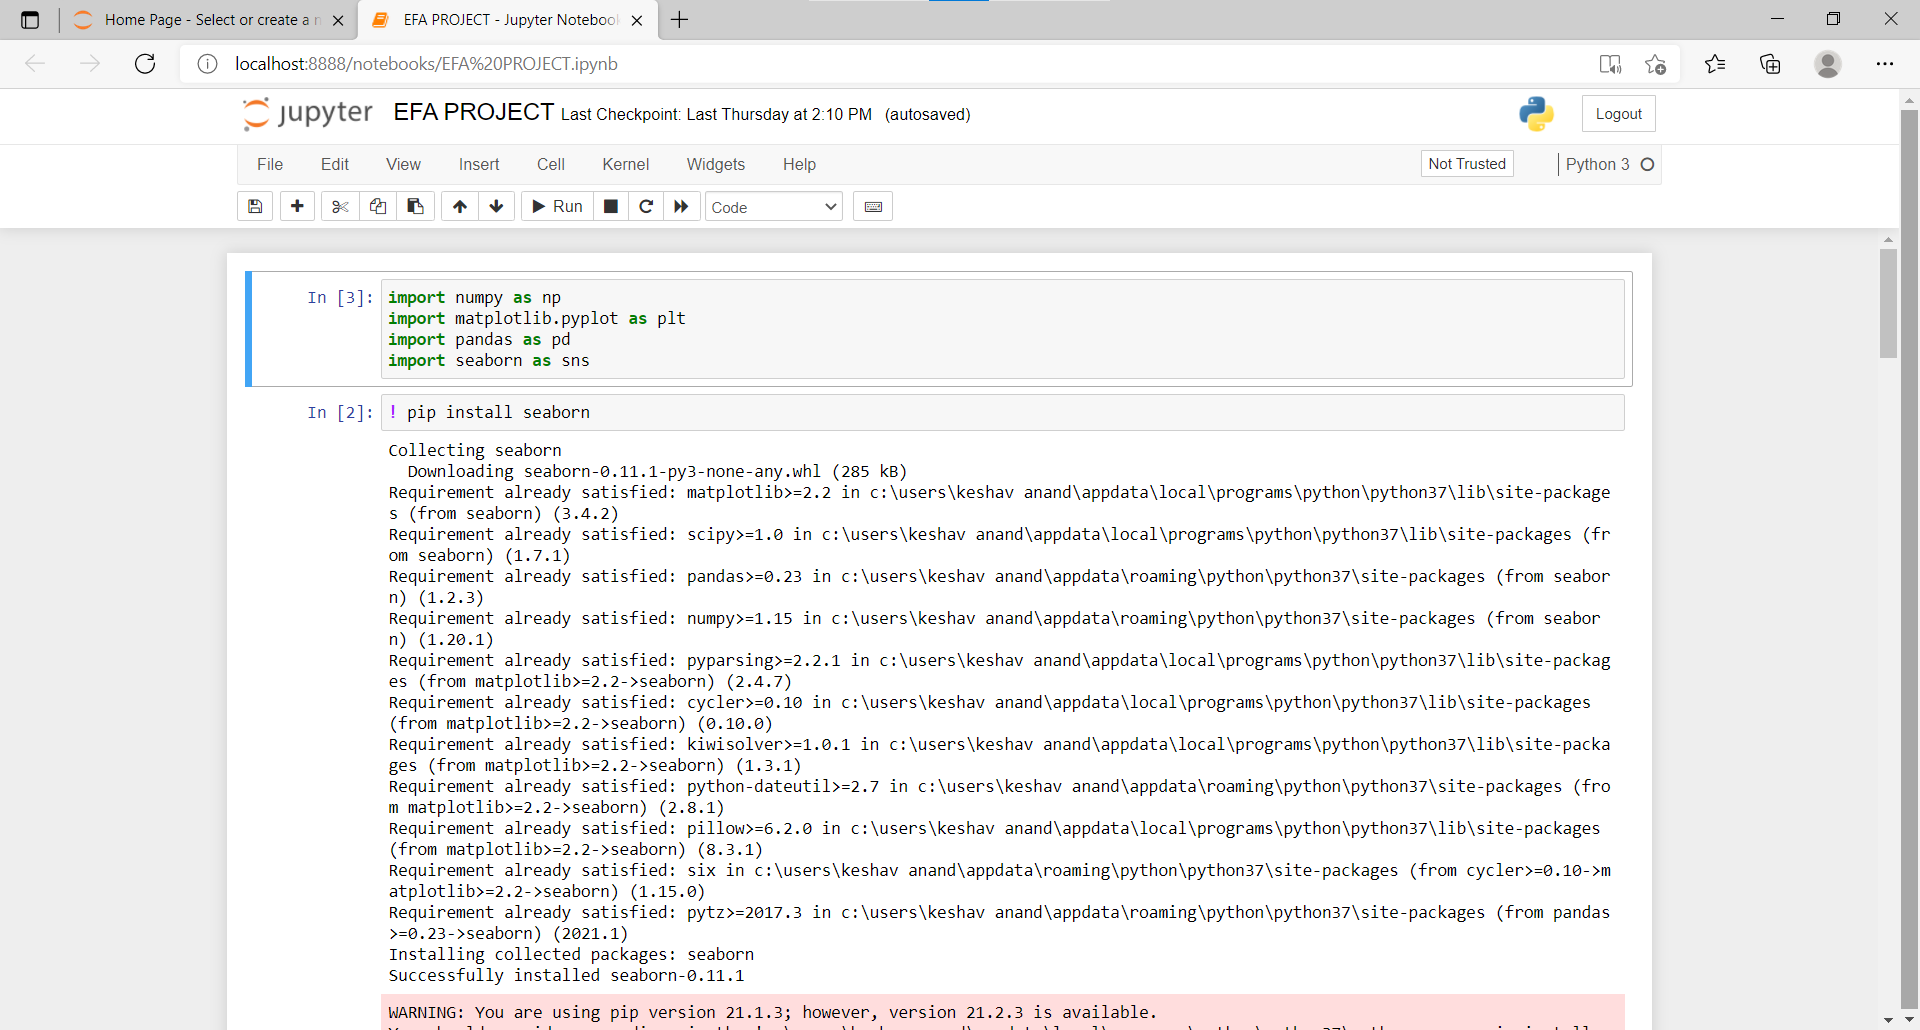 Home Page - Select or create a n
EFA PROJECT - Jupyter Notebook
localhost:8888/notebooks/EFA%20PROJECT.ipynb
jupyter EFA PROJECT Last Checkpoint: Last Thursday at 2:10 PM (autosaved)
Logout
File Edit View Insert Cell Kernel Widgets Help
Not Trusted
Python 3
Run
Code
In [3]: import numpy as np
import matplotlib.pyplot as plt
import pandas as pd
import seaborn as sns
In [2]: ! pip install seaborn
Collecting seaborn
  Downloading seaborn-0.11.1-py3-none-any.whl (285 kB)
Requirement already satisfied: matplotlib>=2.2 in c:\users\keshav anand\appdata\local\programs\python\python37\lib\site-package
s (from seaborn) (3.4.2)
Requirement already satisfied: scipy>=1.0 in c:\users\keshav anand\appdata\local\programs\python\python37\lib\site-packages (fr
om seaborn) (1.7.1)
Requirement already satisfied: pandas>=0.23 in c:\users\keshav anand\appdata\roaming\python\python37\site-packages (from seabor
n) (1.2.3)
Requirement already satisfied: numpy>=1.15 in c:\users\keshav anand\appdata\roaming\python\python37\site-packages (from seabor
n) (1.20.1)
Requirement already satisfied: pyparsing>=2.2.1 in c:\users\keshav anand\appdata\local\programs\python\python37\lib\site-packag
es (from matplotlib>=2.2->seaborn) (2.4.7)
Requirement already satisfied: cycler>=0.10 in c:\users\keshav anand\appdata\local\programs\python\python37\lib\site-packages
(from matplotlib>=2.2->seaborn) (0.10.0)
Requirement already satisfied: kiwisolver>=1.0.1 in c:\users\keshav anand\appdata\local\programs\python\python37\lib\site-packa
ges (from matplotlib>=2.2->seaborn) (1.3.1)
Requirement already satisfied: python-dateutil>=2.7 in c:\users\keshav anand\appdata\roaming\python\python37\site-packages (fro
m matplotlib>=2.2->seaborn) (2.8.1)
Requirement already satisfied: pillow>=6.2.0 in c:\users\keshav anand\appdata\local\programs\python\python37\lib\site-packages
(from matplotlib>=2.2->seaborn) (8.3.1)
Requirement already satisfied: six in c:\users\keshav anand\appdata\roaming\python\python37\site-packages (from cycler>=0.10->m
atplotlib>=2.2->seaborn) (1.15.0)
Requirement already satisfied: pytz>=2017.3 in c:\users\keshav anand\appdata\roaming\python\python37\site-packages (from pandas
>=0.23->seaborn) (2021.1)
Installing collected packages: seaborn
Successfully installed seaborn-0.11.1
WARNING: You are using pip version 21.1.3; however, version 21.2.3 is available.